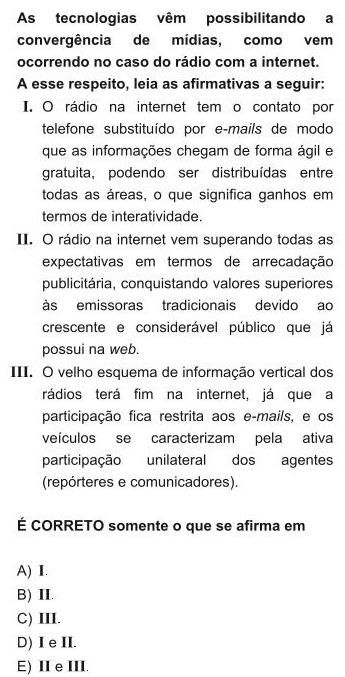 As tecnologias vêm possibilitando a
convergência de mídias, como vem
ocorrendo no caso do rádio com a internet.
A esse respeito, leia as afirmativas a seguir:
I. O rádio na internet tem o contato por
telefone substituído por e-mails de modo
que as informações chegam de forma ágil e
gratuita, podendo ser distribuídas entre
todas as áreas, o que significa ganhos em
termos de interatividade.
II. O rádio na internet vem superando todas as
expectativas em termos de arrecadação
publicitária, conquistando valores superiores
às emissoras tradicionais devido ao
crescente e considerável público que já
possui na web.
III. O velho esquema de informação vertical dos
rádios terá fim na internet, já que a
participação fica restrita aos e-mails, e os
veículos se caracterizam pela ativa
participação unilateral dos agentes
(repórteres e comunicadores).
É CORRETO somente o que se afirma em
A) I.
B) II.
C) III.
D) I e II.
E) II e III.